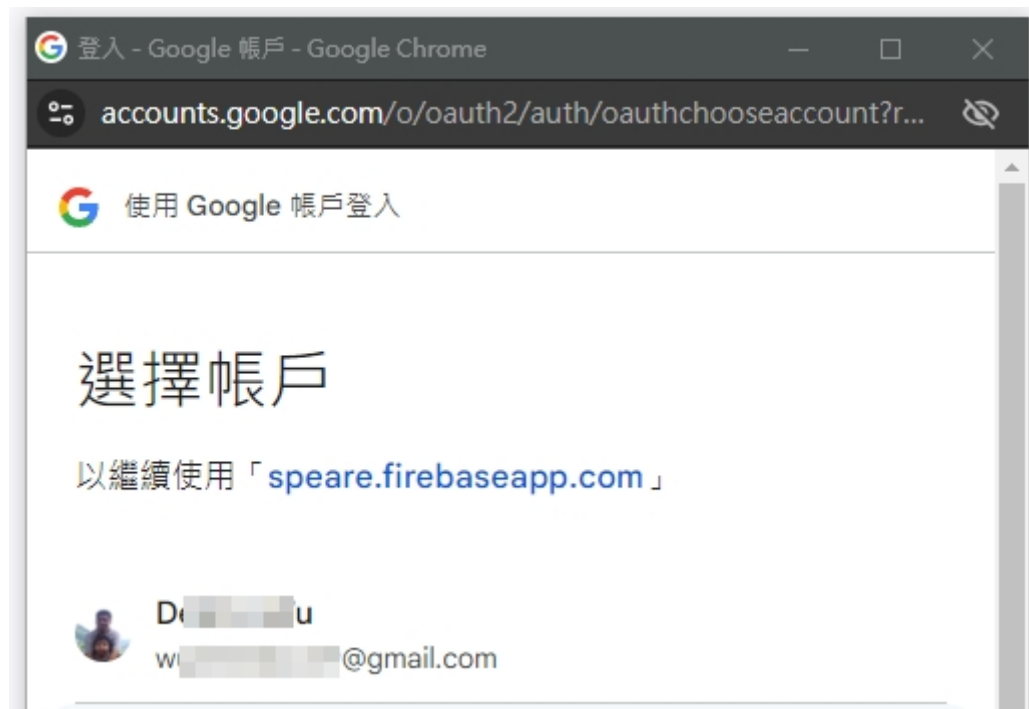 登入 - Google 帳戶 - Google Chrome
accounts.google.com/o/oauth2/auth/oauthchooseaccount?r...
使用 Google 帳戶登入
選擇帳戶
以繼續使用「speare.firebaseapp.com」
@gmail.com